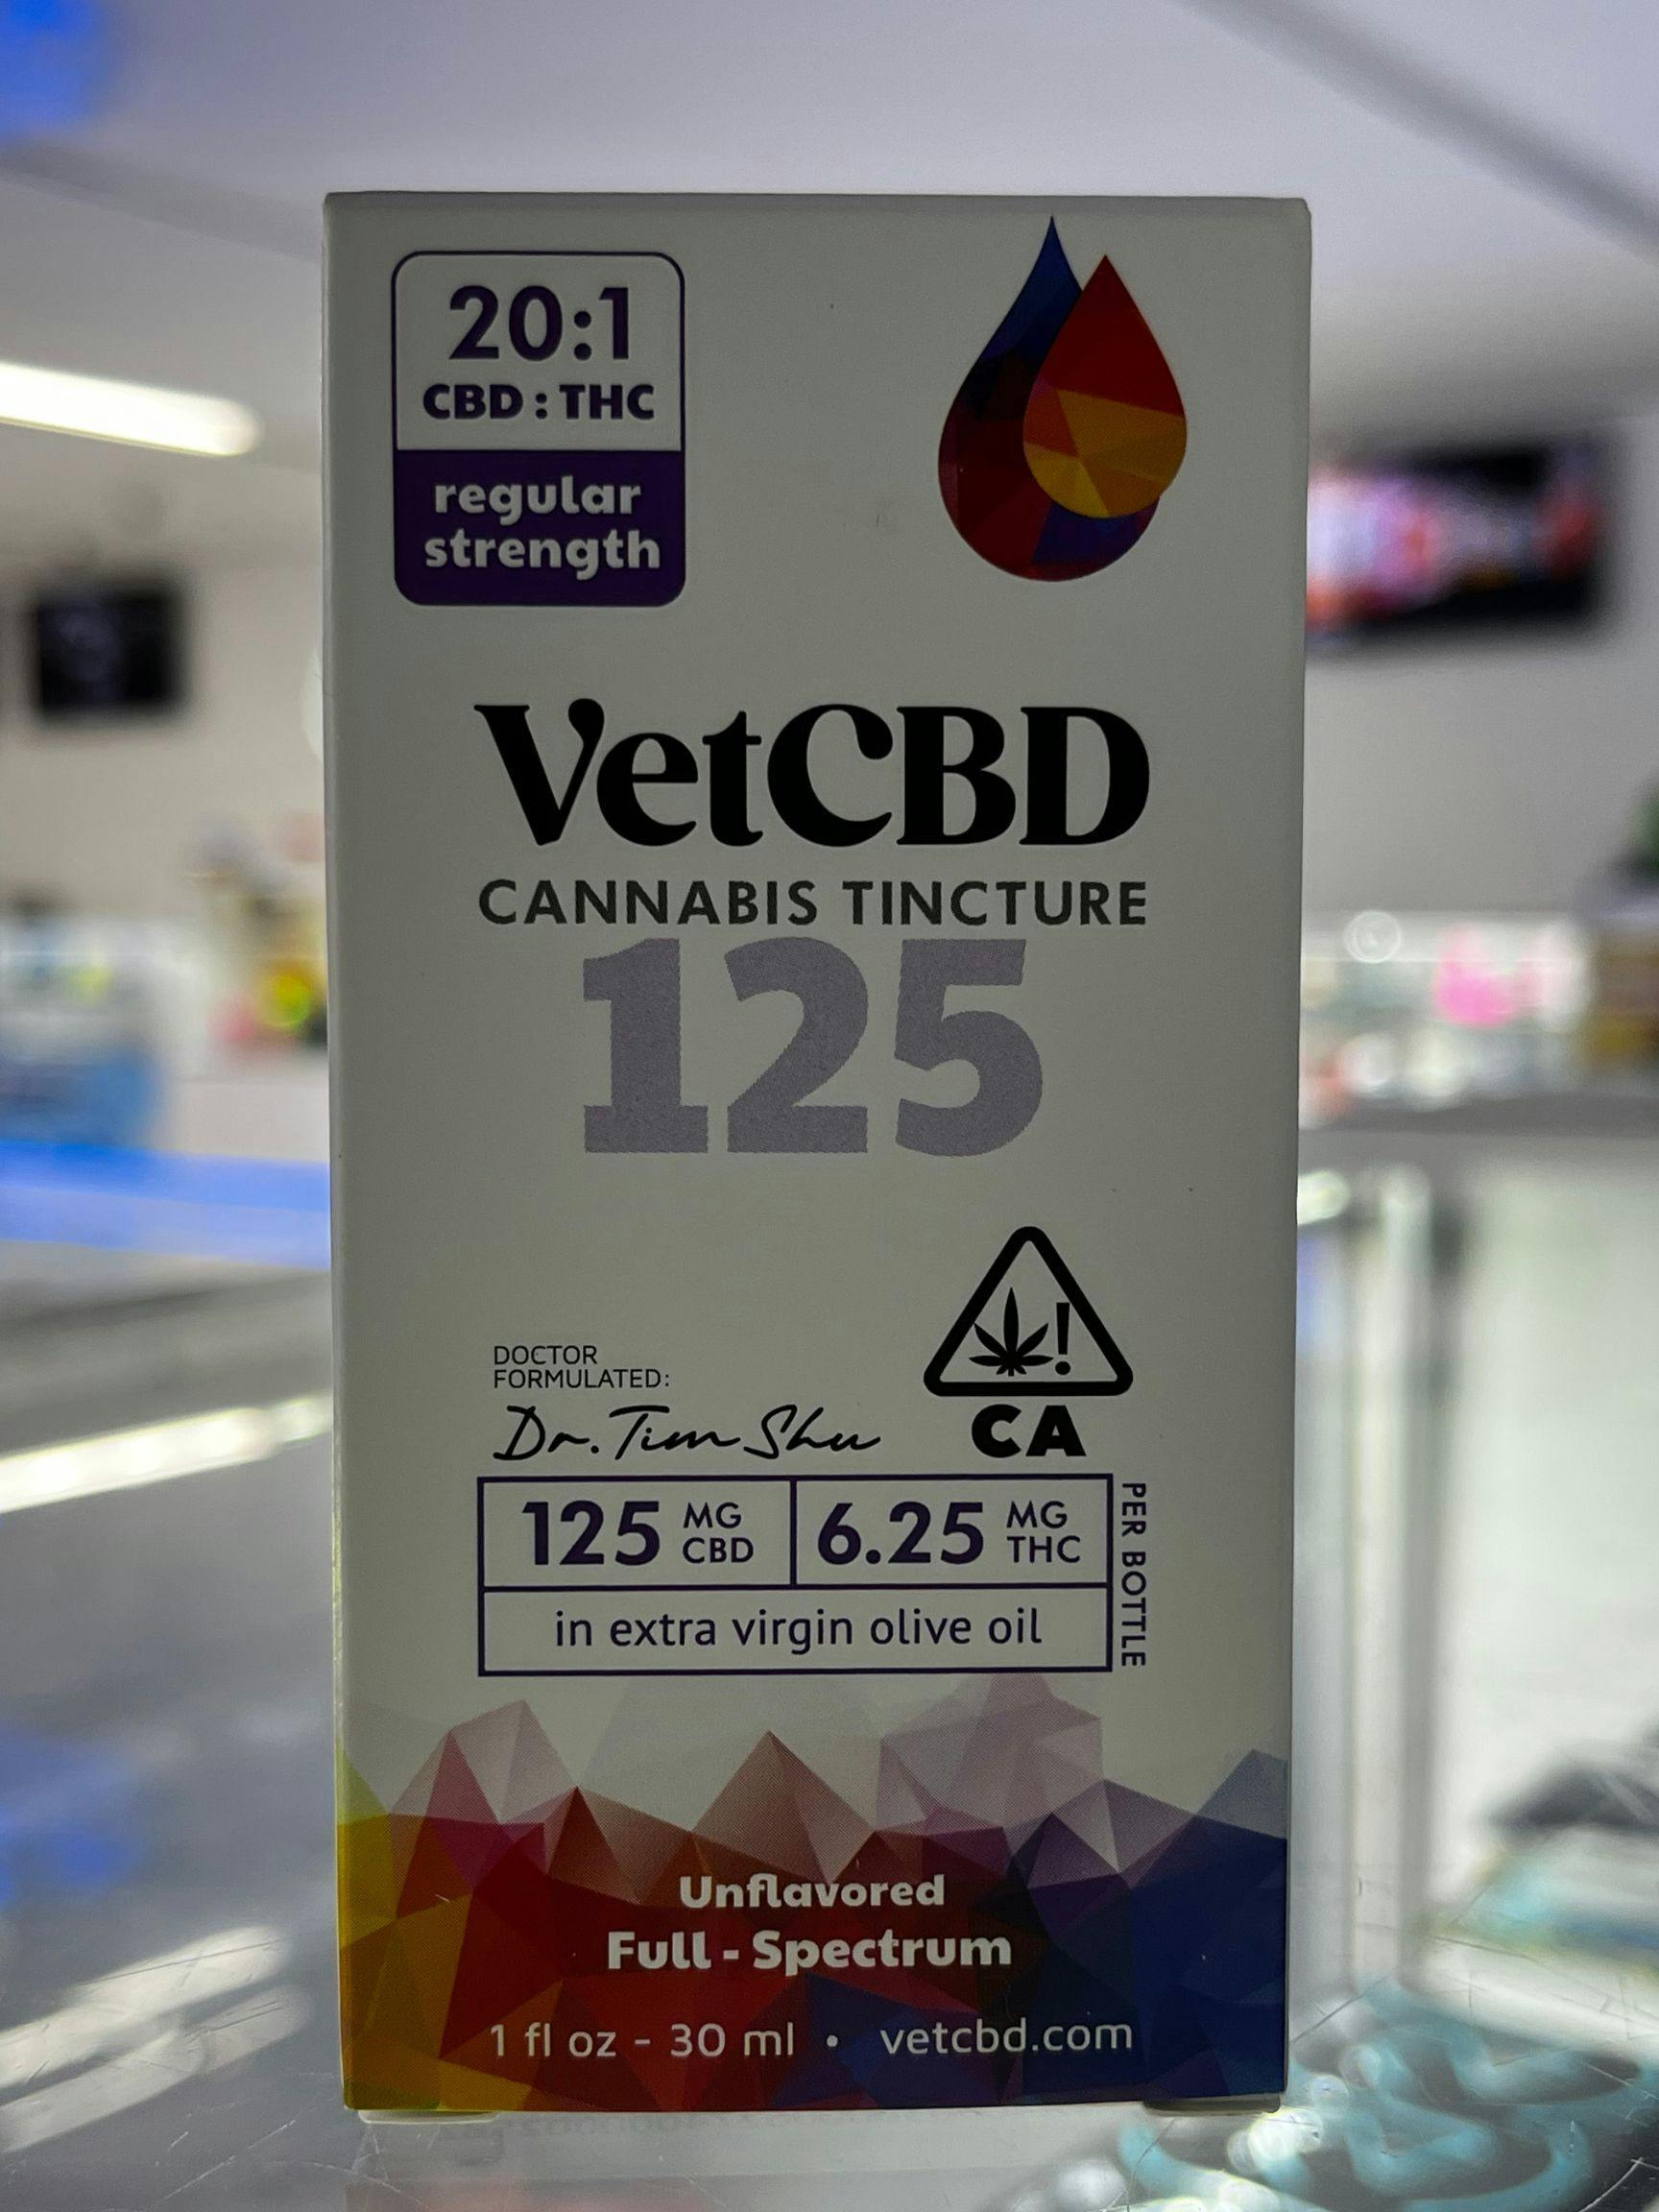 20:1
CBD : THC
regular
strength
VetCBD
CANNABIS TINCTURE
125
!
CA
DOCTOR
FORMULATED:
Dr. Tim Shu
125 MG CBD
6.25 MG THC
PER BOTTLE
in extra virgin olive oil
Unflavored
Full - Spectrum
1 fl oz - 30 ml • vetcbd.com